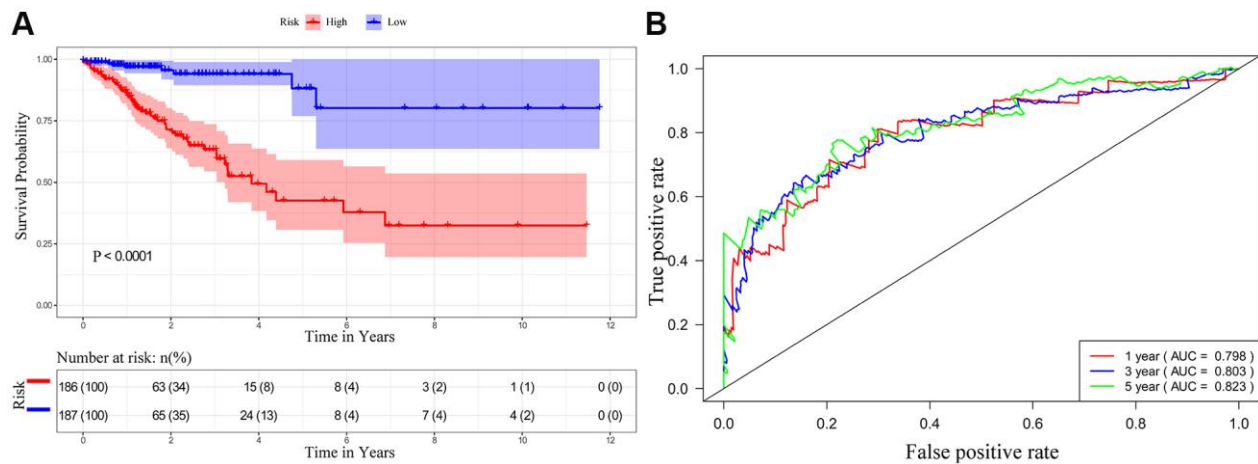 A
Risk High Low
1.00
0.75
0.50
0.25
0.00
Survival Probability
P < 0.0001
0 2 4 6 8 10 12
Time in Years
Number at risk: n(%)
Risk
186 (100) 63 (34) 15 (8) 8 (4) 3 (2) 1 (1) 0 (0)
187 (100) 65 (35) 24 (13) 8 (4) 7 (4) 4 (2) 0 (0)
0 2 4 6 8 10 12
Time in Years
B
1.0
0.8
0.6
0.4
0.2
0.0
True positive rate
1 year ( AUC = 0.798)
3 year ( AUC = 0.803)
5 year ( AUC = 0.823)
0.0 0.2 0.4 0.6 0.8 1.0
False positive rate